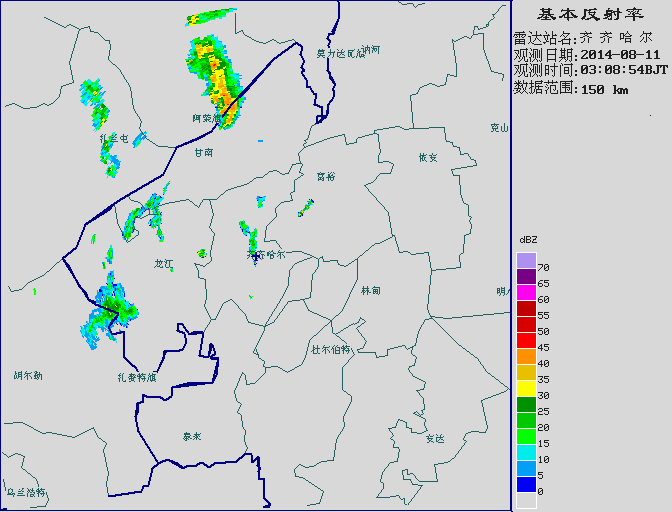 基本反射率
雷达站名:齐 齐 哈 尔
观测日期:2014-08-11
观测时间:03:08:54BJT
数据范围:150 km
莫力达瓦旗
讷河
阿荣旗
克山
扎兰屯
甘南
依安
富裕
齐齐哈尔
龙江
林甸
明水
杜尔伯特
胡尔勒
扎赉特旗
泰来
安达
乌兰浩特
dBZ
70
65
60
55
50
45
40
35
30
25
20
15
10
5
0